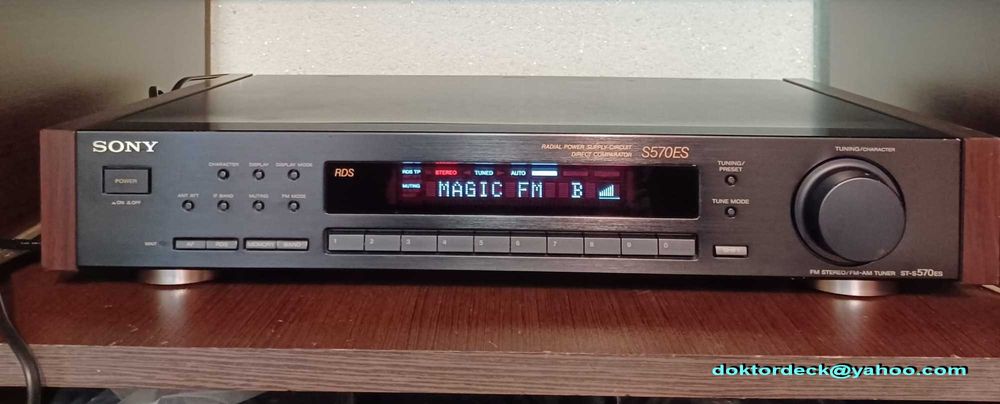 SONY
RADIAL POWER SUPPLY-CIRCUIT
DIRECT COMPARATOR
S570ES
TUNING/CHARACTER
POWER
CHARACTER DISPLAY DISPLAY MODE
RDS
RDS TP STEREO TUNED AUTO
MUTING
MAGIC FM B
TUNING/
PRESET
ANT ATT IF BAND MUTING FM MODE
TUNE MODE
ON OFF
AF RDS MEMORY BAND
1 2 3 4 5 6 7 8 9 0
FM STEREO/FM-AM TUNER ST-S570ES
doktordeck@yahoo.com